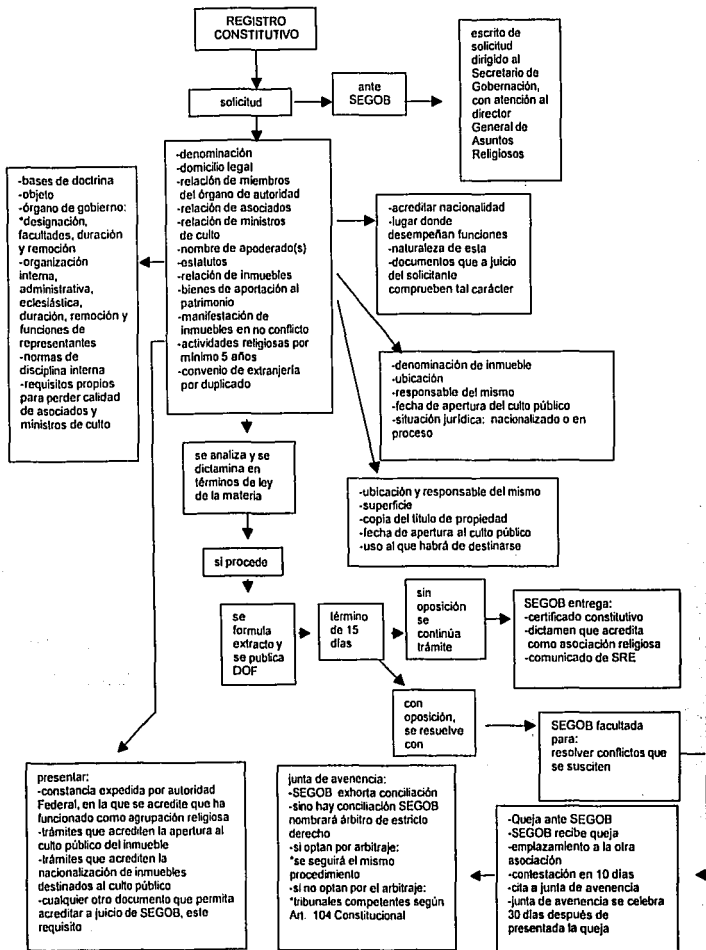 REGISTRO
CONSTITUTIVO
solicitud
ante
SEGOB
escrito de
solicitud
dirigido al
Secretario de
Gobernación,
con atención al
director
General de
Asuntos
Religiosos
-denominación
-domicilio legal
-relación de miembros
del órgano de autoridad
-relación de asociados
-relación de ministros
de culto
-nombre de apoderado(s)
-estatutos
-relación de inmuebles
-bienes de aportación al
patrimonio
-manifestación de
inmuebles en no conflicto
-actividades religiosas por
mínimo 5 años
-convenio de extranjería
por duplicado
-bases de doctrina
-objeto
-órgano de gobierno:
*designación,
facultades, duración
y remoción
-organización
interna,
administrativa,
eclesiástica,
duración, remoción y
funciones de
representantes
-normas de
disciplina interna
-requisitos propios
para perder calidad
de asociados y
ministros de culto
-acreditar nacionalidad
-lugar donde
desempeñan funciones
-naturaleza de esta
-documentos que a juicio
del solicitante
comprueben tal carácter
-denominación de inmueble
-ubicación
-responsable del mismo
-fecha de apertura del culto público
-situación jurídica: nacionalizado o en
proceso
-ubicación y responsable del mismo
-superficie
-copia del título de propiedad
-fecha de apertura al culto público
-uso al que habrá de destinarse
se analiza y se
dictamina en
términos de ley
de la materia
si procede
se
formula
extracto y
se publica
DOF
término
de 15
días
sin
oposición
se
continúa
trámite
SEGOB entrega:
-certificado constitutivo
-dictamen que acredita
como asociación religiosa
-comunicado de SRE
con
oposición,
se resuelve
con
SEGOB facultada
para:
resolver conflictos que
se susciten
presentar:
-constancia expedida por autoridad
Federal, en la que se acredite que ha
funcionado como agrupación religiosa
-trámites que acrediten la apertura al
culto público del inmueble
-trámites que acrediten la
nacionalización de inmuebles
destinados al culto público
-cualquier otro documento que permita
acreditar a juicio de SEGOB, este
requisito
junta de avenencia:
-SEGOB exhorta conciliación
-sino hay conciliación SEGOB
nombrará árbitro de estricto
derecho
-si optan por arbitraje:
*se seguirá el mismo
procedimiento
-si no optan por el arbitraje:
*tribunales competentes según
Art. 104 Constitucional
-Queja ante SEGOB
-SEGOB recibe queja
-emplazamiento a la otra
asociación
-contestación en 10 días
-cita a junta de avenencia
-junta de avenencia se celebra
30 días después de
presentada la queja